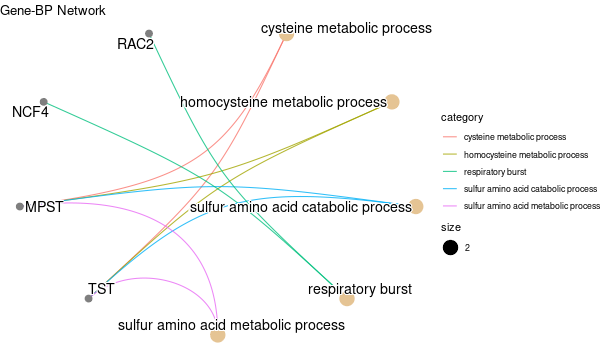 Gene-BP Network
cysteine metabolic process
RAC2
homocysteine metabolic process
NCF4
MPST
sulfur amino acid catabolic process
TST
respiratory burst
sulfur amino acid metabolic process
category
cysteine metabolic process
homocysteine metabolic process
respiratory burst
sulfur amino acid catabolic process
sulfur amino acid metabolic process
size
2